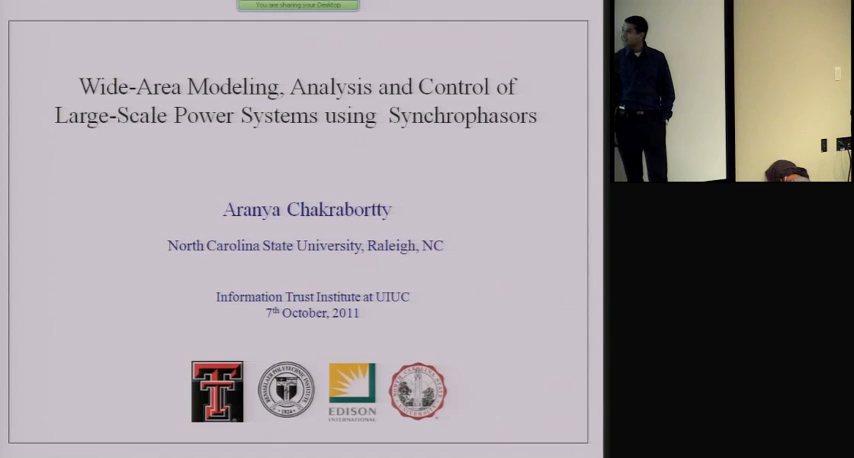 You are sharing your Desktop
Wide-Area Modeling, Analysis and Control of
Large-Scale Power Systems using Synchrophasors
Aranya Chakrabortty
North Carolina State University, Raleigh, NC
Information Trust Institute at UIUC
7th October, 2011
EDISON
INTERNATIONAL